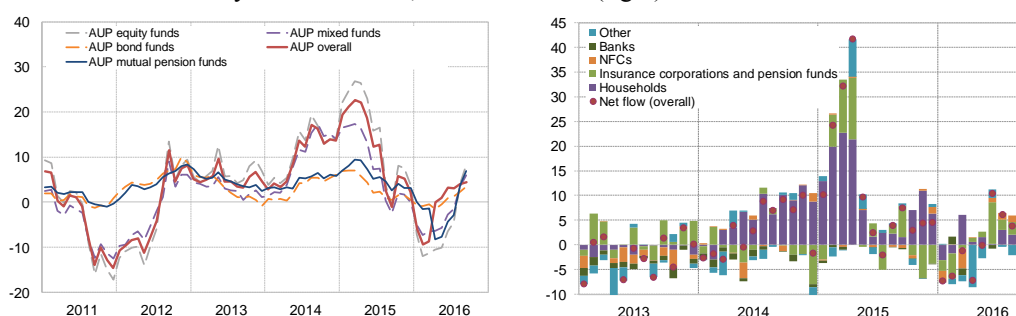 40
30
20
10
0
-10
-20
AUP equity funds
AUP mixed funds
AUP bond funds
AUP overall
AUP mutual pension funds
2011 2012 2013 2014 2015 2016
45
40
35
30
25
20
15
10
5
0
-5
-10
Other
Banks
NFCs
Insurance corporations and pension funds
Households
Net flow (overall)
2013 2014 2015 2016